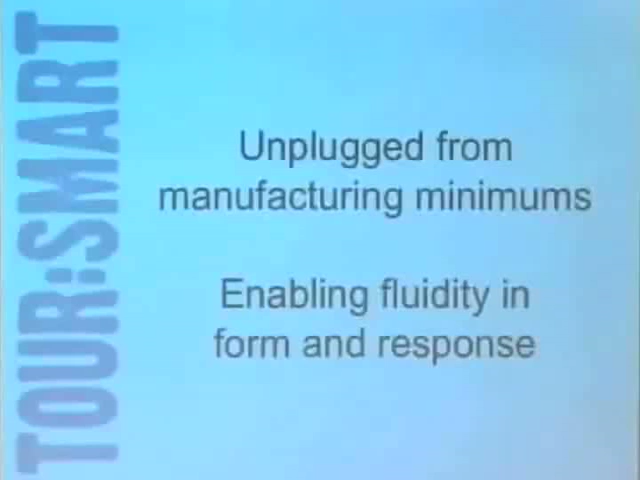 TOUR:SMART
Unplugged from
manufacturing minimums
Enabling fluidity in
form and response